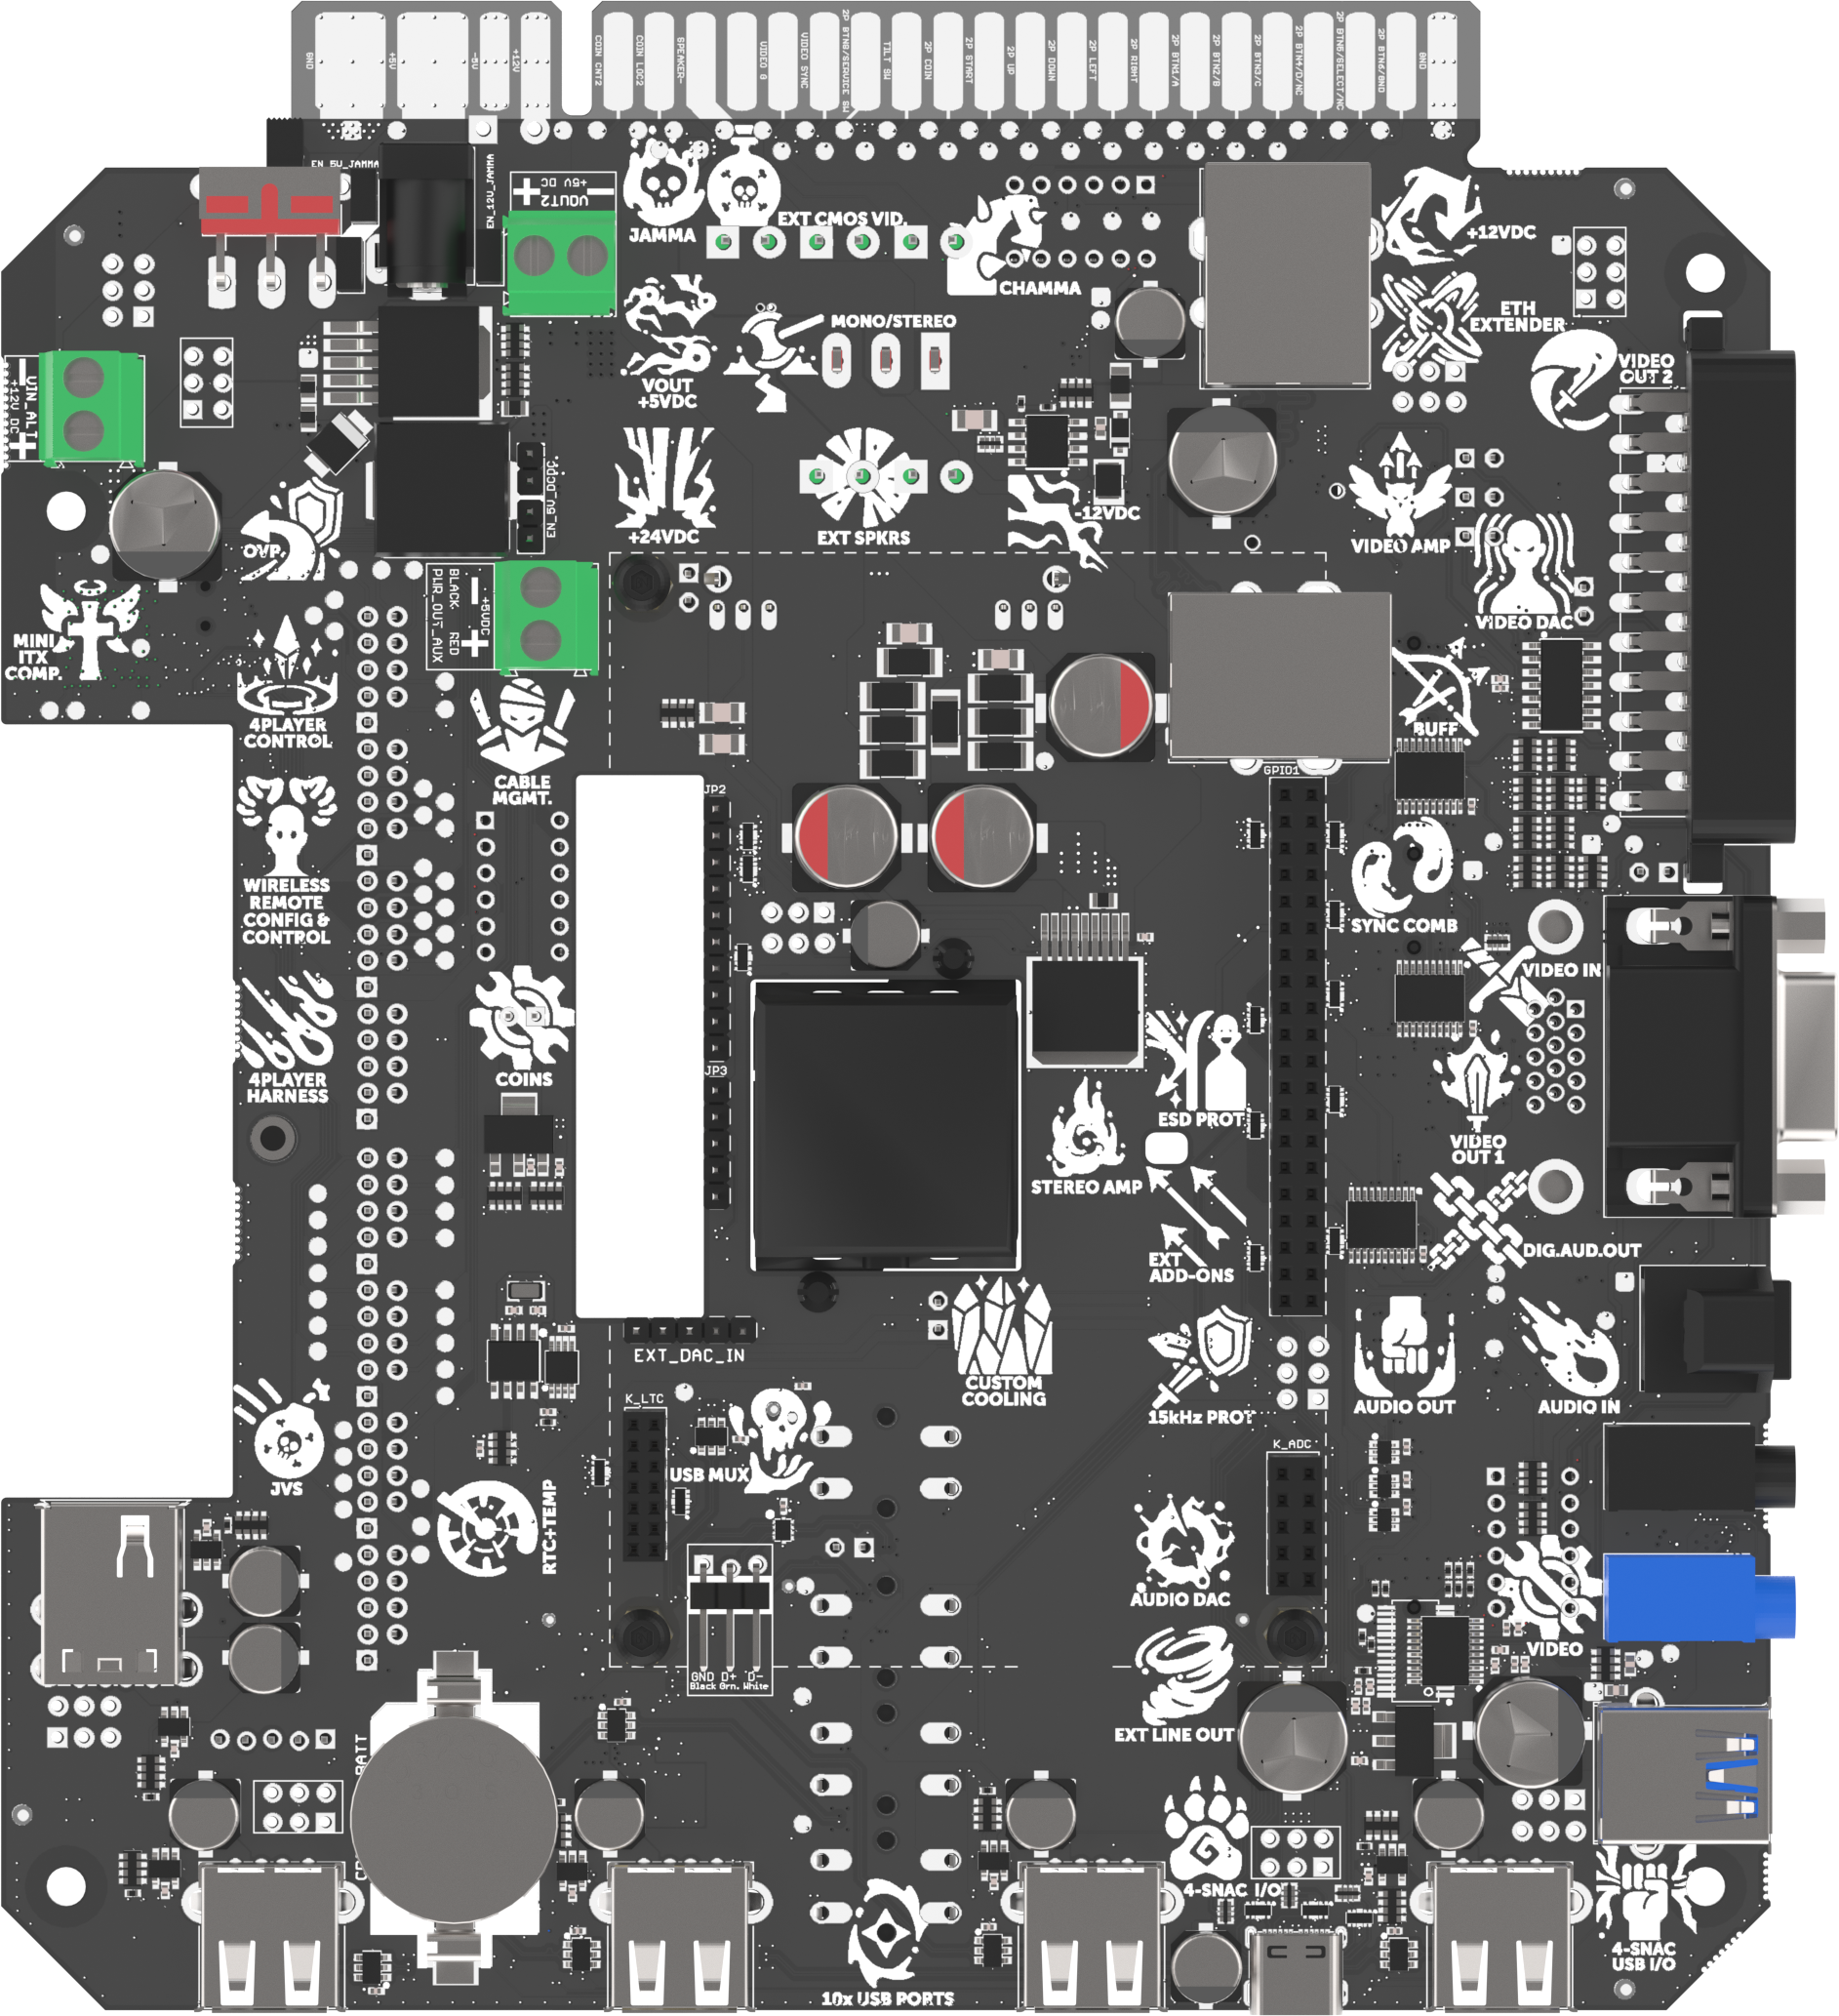 GND
+5V
-5V
+12V
COIN CNT2
COIN LOC2
SPEAKER-
VIDEO G
VIDEO SYNC
2P BTN8/SERVICE SW
TILT SW
2P COIN
2P START
2P UP
2P DOWN
2P LEFT
2P RIGHT
2P BTN1/A
2P BTN2/B
2P BTN3/C
2P BTN4/D/NC
2P BTN5/SELECT/NC
2P BTN6/GND
GND
EN_5V_JAMMA
EN_12V_JAMMA
+5V DC
VOUT2
JAMMA
EXT CMOS VID.
CHAMMA
+12VDC
ETH
EXTENDER
MONO/STEREO
VOUT
+5VDC
VIDEO
OUT 2
VIN_ALT
+12V DC
EN_5V_DCDC
+24VDC
EXT SPKRS
-12VDC
VIDEO AMP
OVP
VIDEO DAC
MINI
ITX
COMP.
BLACK
RED
PWR_OUT_AUX
+5VDC
4PLAYER
CONTROL
BUFF
CABLE
MGMT.
GPIO1
JP2
WIRELESS
REMOTE
CONFIG &
CONTROL
SYNC COMB
VIDEO IN
4PLAYER
HARNESS
COINS
JP3
ESD PROT
VIDEO
OUT 1
STEREO AMP
EXT
ADD-ONS
DIG.AUD.OUT
EXT_DAC_IN
CUSTOM
COOLING
15kHz PROT
AUDIO OUT
AUDIO IN
K_LTC
K_ADC
USB MUX
JVS
RTC+TEMP
AUDIO DAC
VIDEO
GND D+ D-
Black Grn. White
EXT LINE OUT
BATT
4-SNAC I/O
4-SNAC
USB I/O
10x USB PORTS